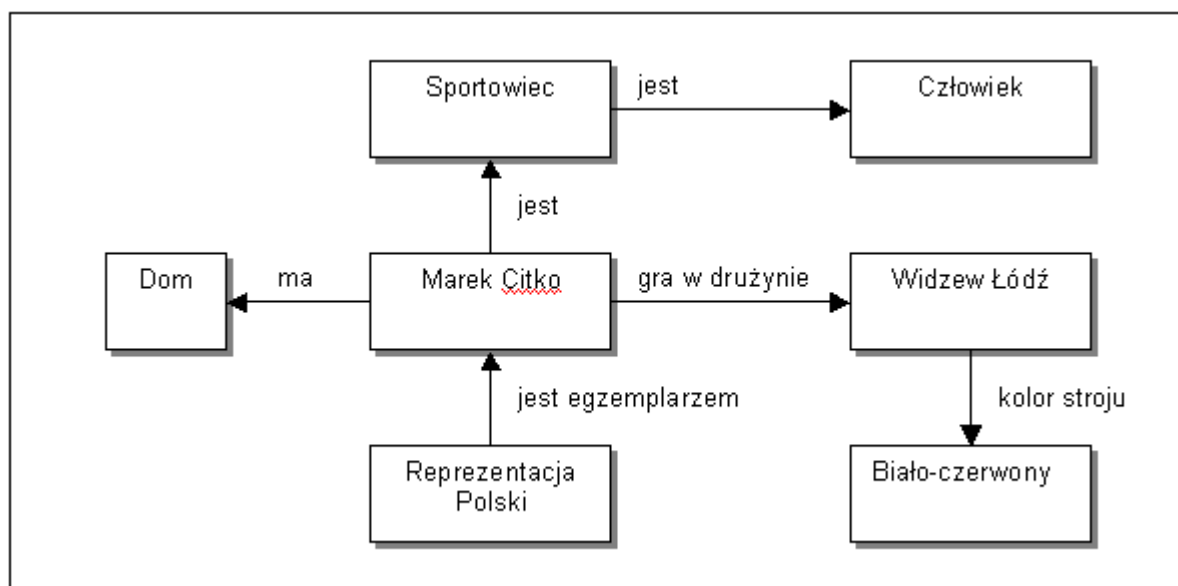 Sportowiec
jest
Człowiek
jest
Dom
ma
Marek Citko
gra w drużynie
Widzew Łódź
jest egzemplarzem
kolor stroju
Reprezentacja
Polski
Biało-czerwony